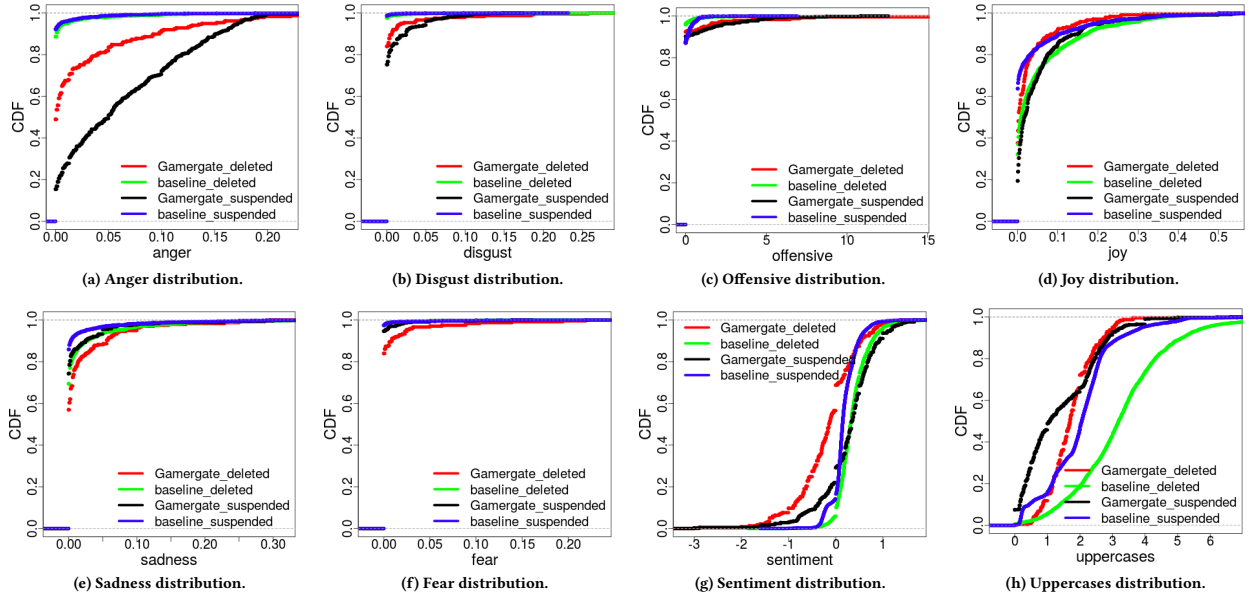 CDF
0.0 0.2 0.4 0.6 0.8 1.0
Gamergate_deleted
baseline_deleted
Gamergate_suspended
baseline_suspended
0.00 0.05 0.10 0.15 0.20
anger
(a) Anger distribution.
CDF
0.0 0.2 0.4 0.6 0.8 1.0
Gamergate_deleted
baseline_deleted
Gamergate_suspended
baseline_suspended
0.00 0.05 0.10 0.15 0.20 0.25
disgust
(b) Disgust distribution.
CDF
0.0 0.2 0.4 0.6 0.8 1.0
Gamergate_deleted
baseline_deleted
Gamergate_suspended
baseline_suspended
0 5 10 15
offensive
(c) Offensive distribution.
CDF
0.0 0.2 0.4 0.6 0.8 1.0
Gamergate_deleted
baseline_deleted
Gamergate_suspended
baseline_suspended
0.0 0.1 0.2 0.3 0.4 0.5
joy
(d) Joy distribution.
CDF
0.0 0.2 0.4 0.6 0.8 1.0
Gamergate_deleted
baseline_deleted
Gamergate_suspended
baseline_suspended
0.00 0.10 0.20 0.30
sadness
(e) Sadness distribution.
CDF
0.0 0.2 0.4 0.6 0.8 1.0
Gamergate_deleted
baseline_deleted
Gamergate_suspended
baseline_suspended
0.00 0.05 0.10 0.15 0.20
fear
(f) Fear distribution.
CDF
0.0 0.2 0.4 0.6 0.8 1.0
Gamergate_deleted
baseline_deleted
Gamergate_suspended
baseline_suspended
-3 -2 -1 0 1
sentiment
(g) Sentiment distribution.
CDF
0.0 0.2 0.4 0.6 0.8 1.0
Gamergate_deleted
baseline_deleted
Gamergate_suspended
baseline_suspended
0 1 2 3 4 5 6
uppercases
(h) Uppercases distribution.